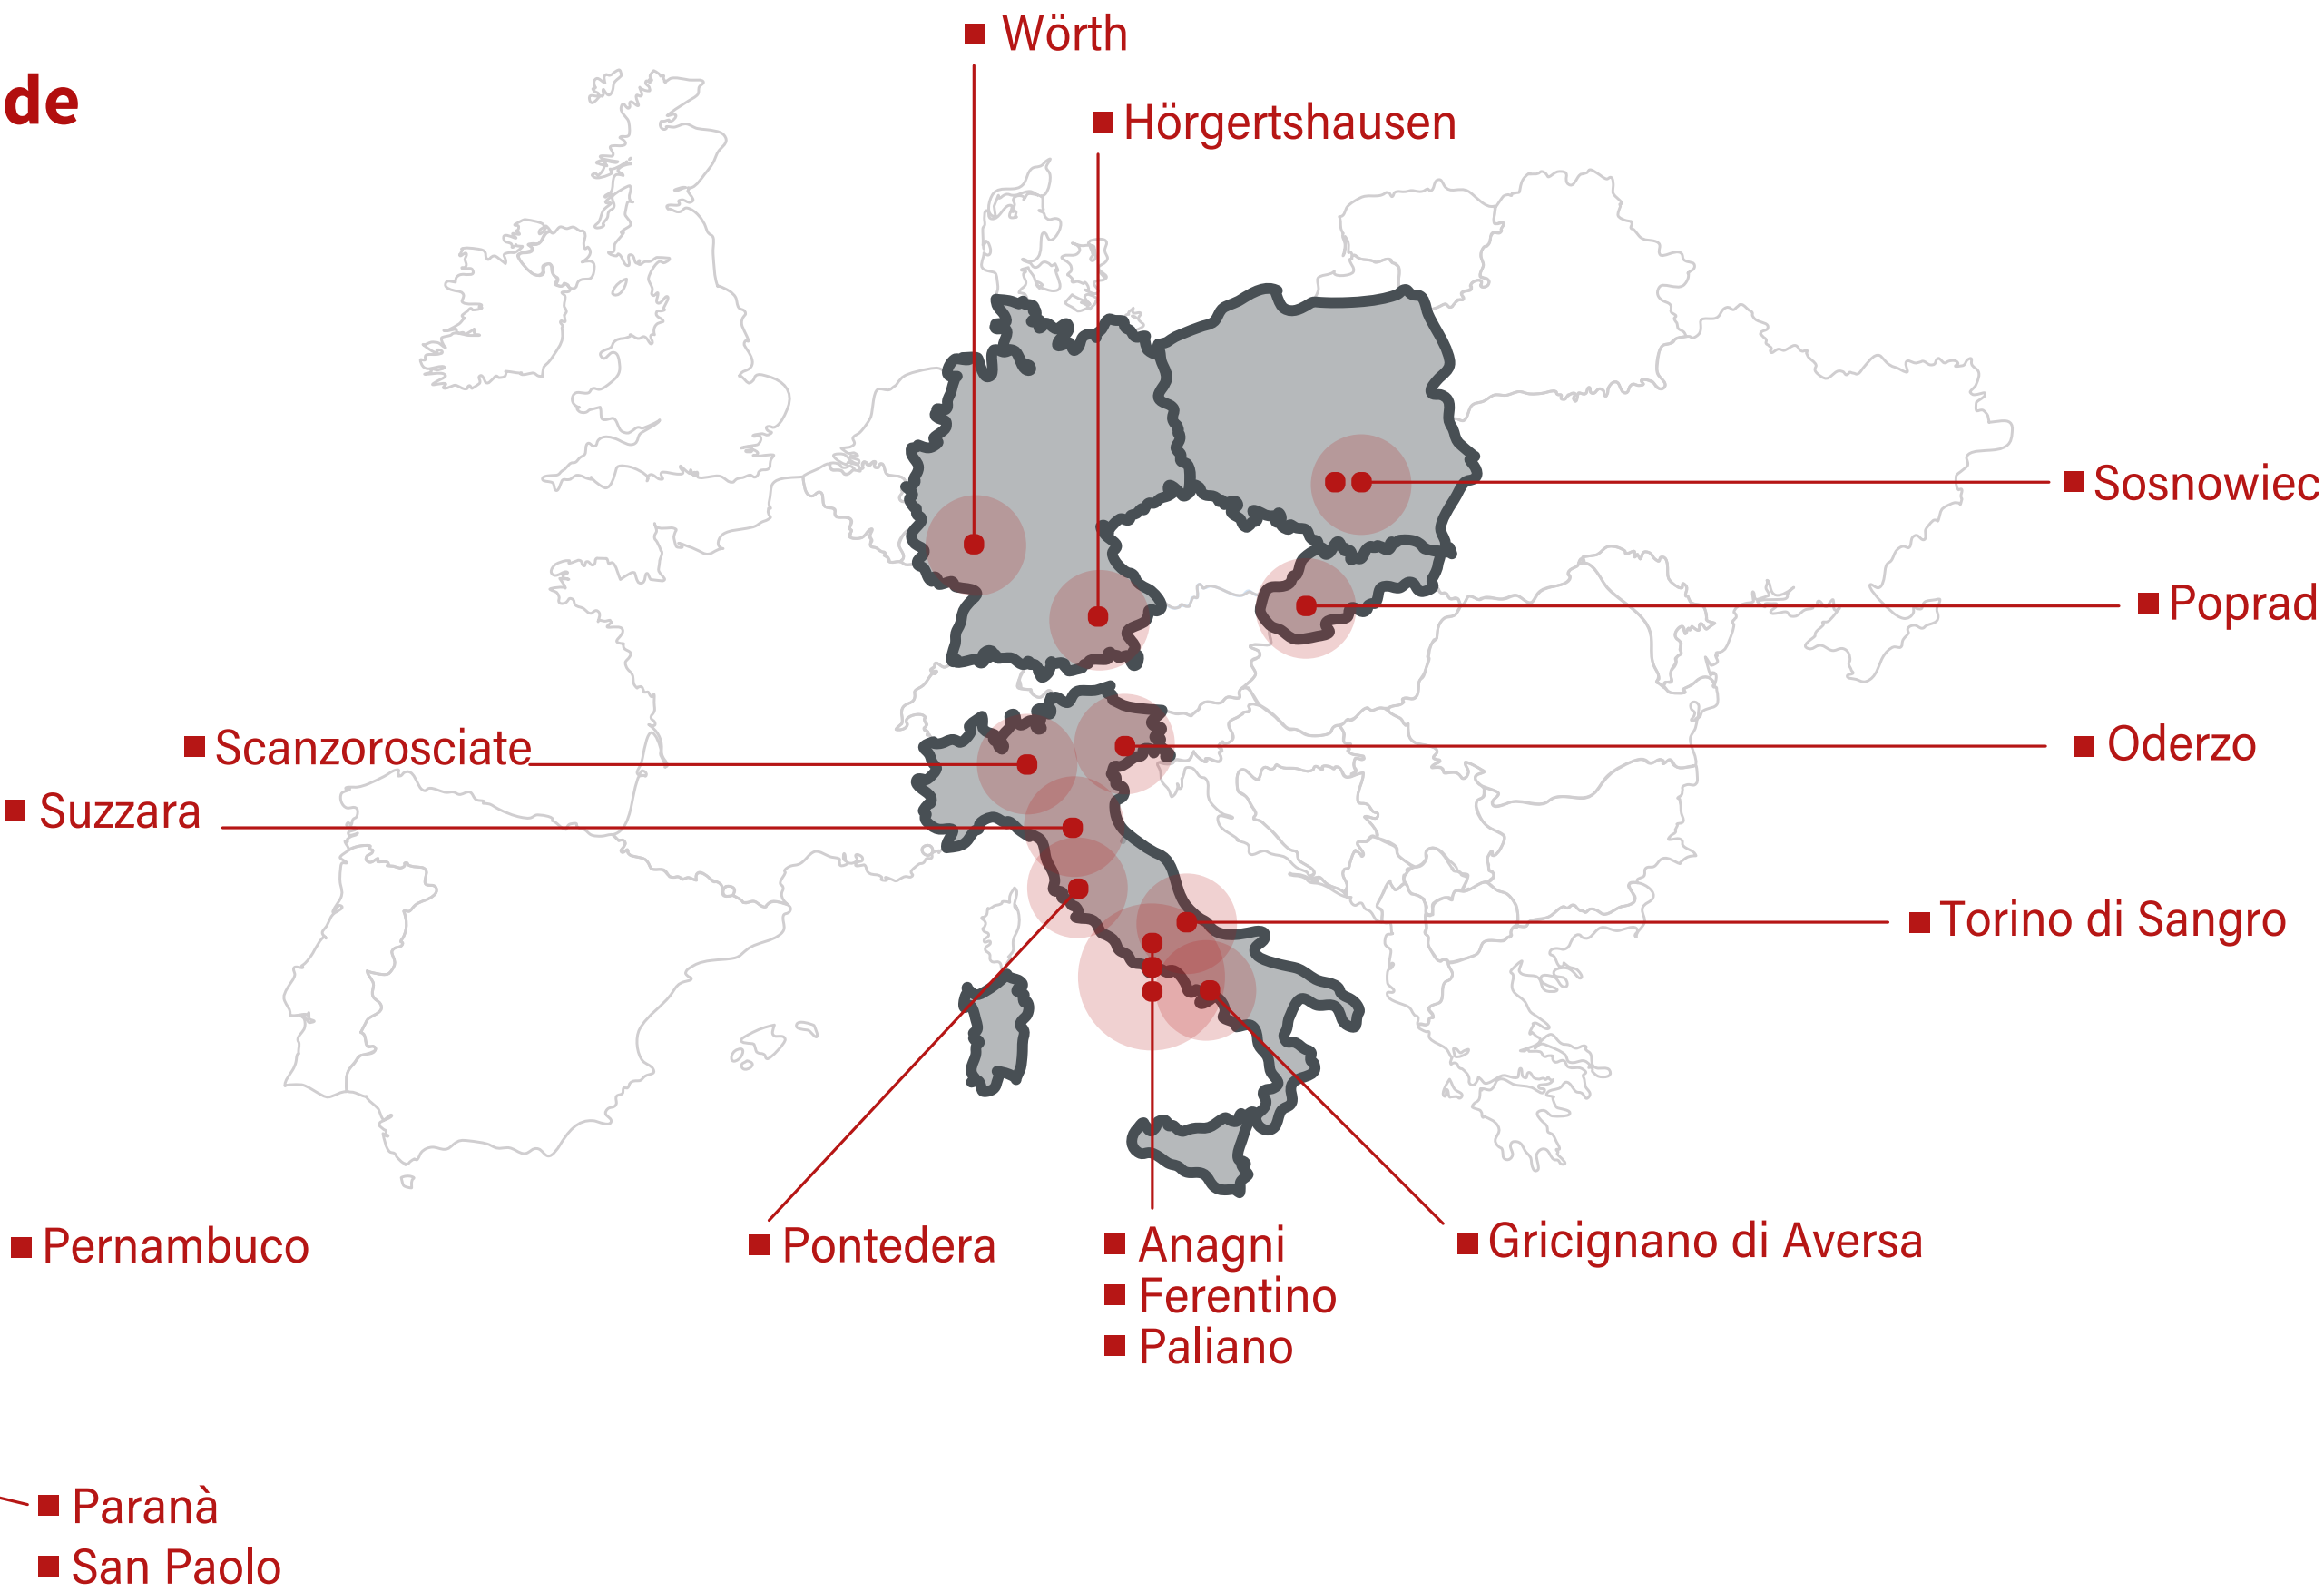 Wörth
de
Hörgertshausen
Sosnowiec
Poprad
Scanzorosciate
Oderzo
Suzzara
Torino di Sangro
Pernambuco
Pontedera
Anagni
Ferentino
Paliano
Gricignano di Aversa
Paranà
San Paolo